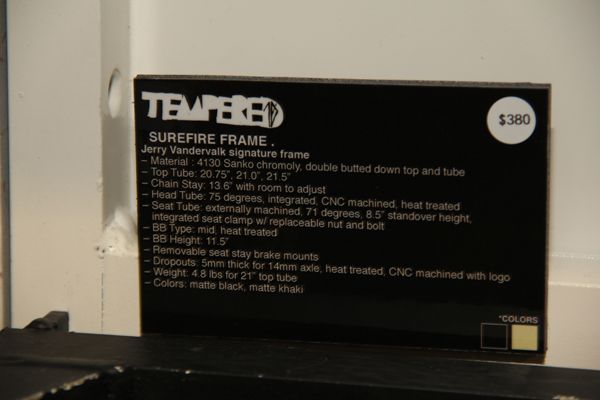 TEMPERED
$380
SUREFIRE FRAME .
Jerry Vandervalk signature frame
– Material : 4130 Sanko chromoly, double butted down top and tube
– Top Tube: 20.75", 21.0", 21.5"
– Chain Stay: 13.6" with room to adjust
– Head Tube: 75 degrees, integrated, CNC machined, heat treated
– Seat Tube: externally machined, 71 degrees, 8.5" standover height,
integrated seat clamp w/ replaceable nut and bolt
– BB Type: mid, heat treated
– BB Height: 11.5"
– Removable seat stay brake mounts
– Dropouts: 5mm thick for 14mm axle, heat treated, CNC machined with logo
– Weight: 4.8 lbs for 21" top tube
– Colors: matte black, matte khaki
*COLORS